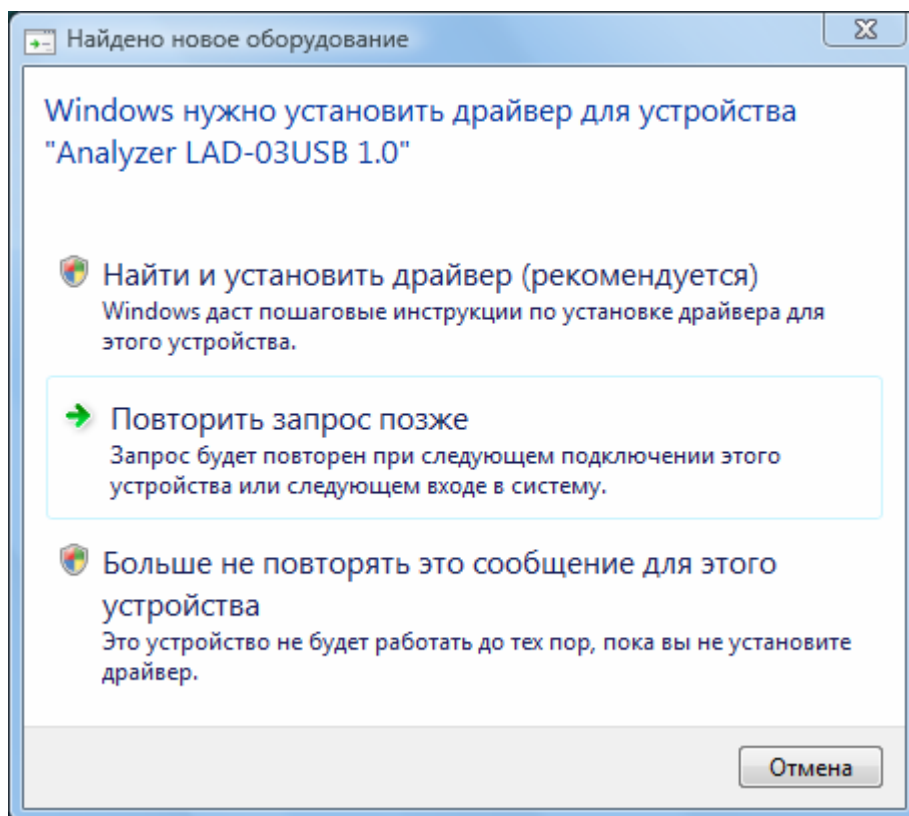 Найдено новое оборудование
Windows нужно установить драйвер для устройства
"Analyzer LAD-03USB 1.0"
Найти и установить драйвер (рекомендуется)
Windows даст пошаговые инструкции по установке драйвера для
этого устройства.
Повторить запрос позже
Запрос будет повторен при следующем подключении этого
устройства или следующем входе в систему.
Больше не повторять это сообщение для этого
устройства
Это устройство не будет работать до тех пор, пока вы не установите
драйвер.
Отмена